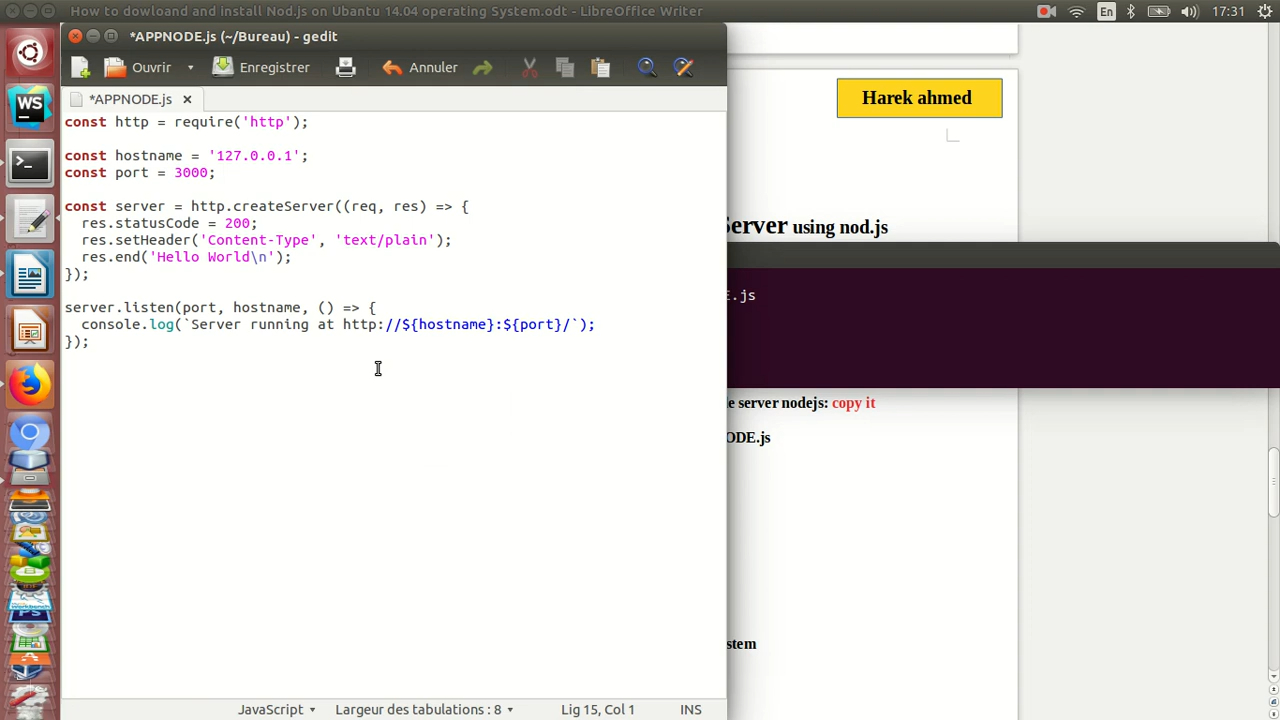 How to dowloand and install Nod.js on Ubantu 14.04 operating System.odt - LibreOffice Writer
En
17:31
*APPNODE.js (~/Bureau) - gedit
Ouvrir
Enregistrer
Annuler
*APPNODE.js
const http = require('http');
const hostname = '127.0.0.1';
const port = 3000;
const server = http.createServer((req, res) => {
res.statusCode = 200;
res.setHeader('Content-Type', 'text/plain');
res.end('Hello World\n');
});
server.listen(port, hostname, () => {
console.log(`Server running at http://${hostname}:${port}/`);
});
JavaScript
Largeur des tabulations : 8
Lig 15, Col 1
INS
WS
Harek ahmed
Server using nod.js
E.js
e server nodejs: copy it
ODE.js
stem